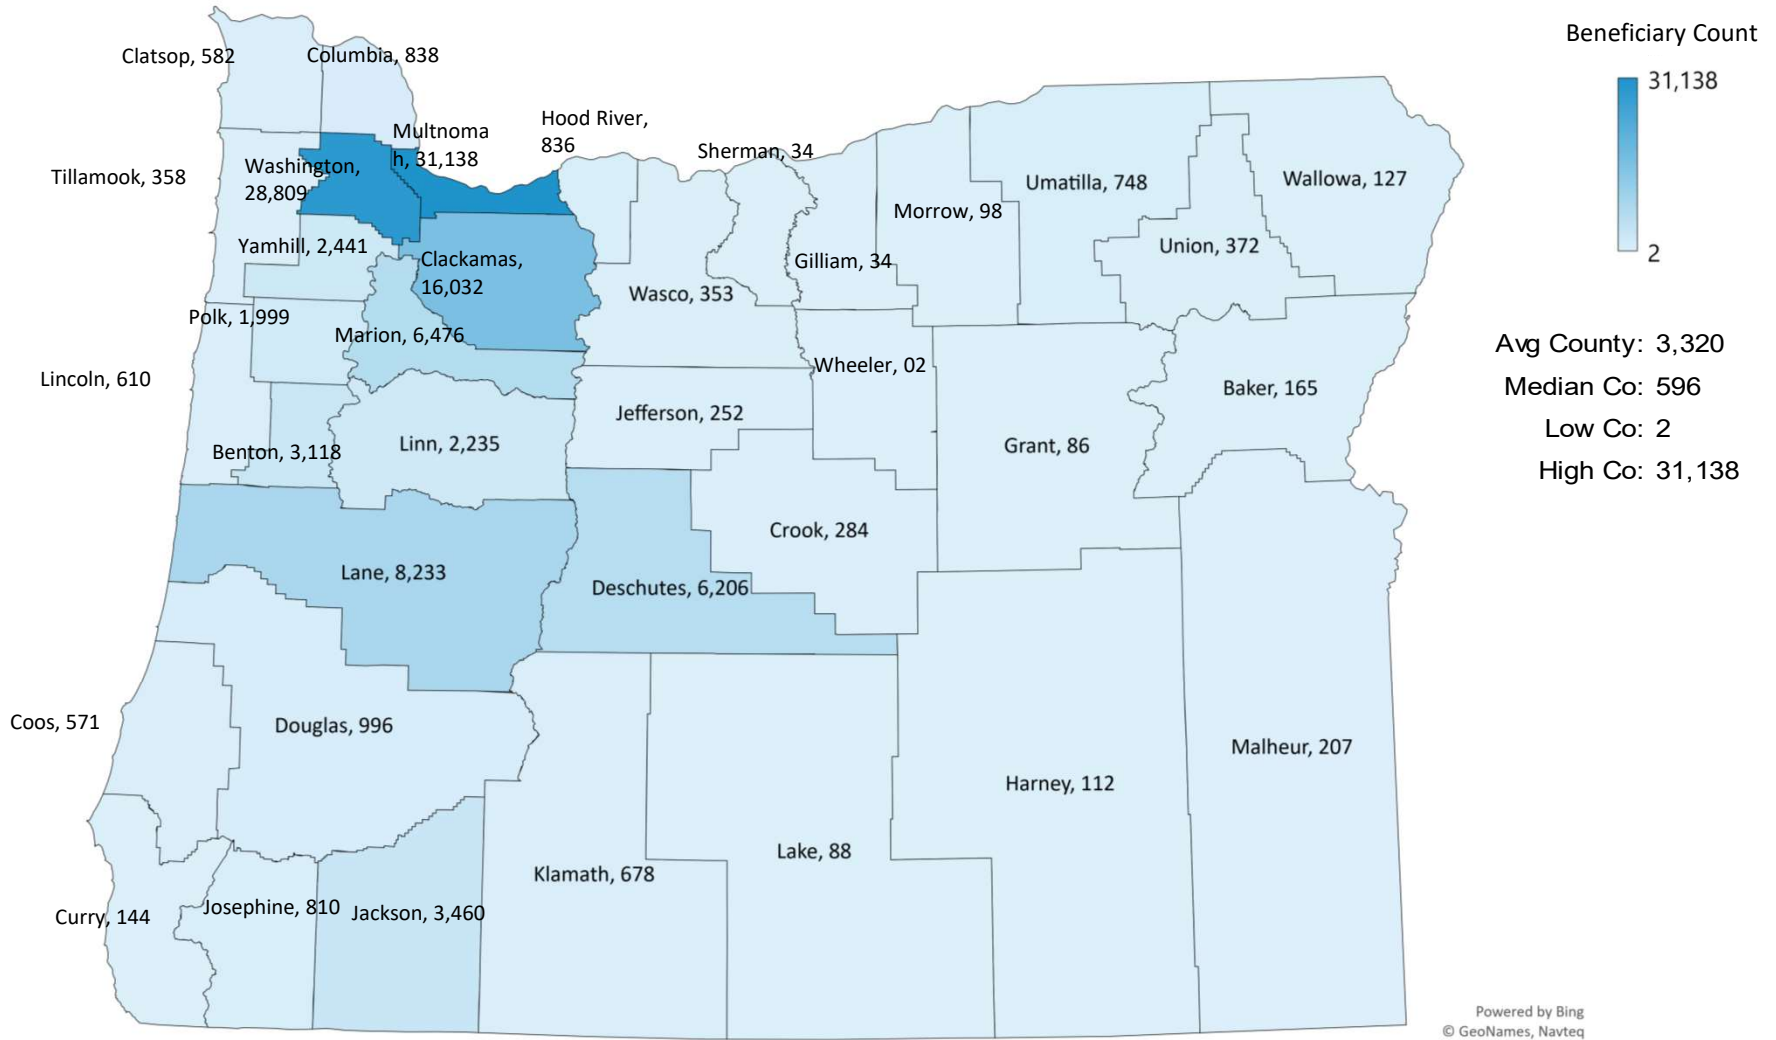 Beneficiary Count
31,138
2
Avg County: 3,320
Median Co: 596
Low Co: 2
High Co: 31,138
Clatsop, 582
Columbia, 838
Hood River,
836
Multnoma
h, 31,138
Sherman, 34
Tillamook, 358
Washington,
28,809
Umatilla, 748
Wallowa, 127
Morrow, 98
Yamhill, 2,441
Union, 372
Clackamas,
16,032
Gilliam, 34
Wasco, 353
Polk, 1,999
Marion, 6,476
Wheeler, 02
Lincoln, 610
Baker, 165
Jefferson, 252
Benton, 3,118
Linn, 2,235
Grant, 86
Crook, 284
Lane, 8,233
Deschutes, 6,206
Coos, 571
Douglas, 996
Malheur, 207
Harney, 112
Lake, 88
Klamath, 678
Curry, 144
Josephine, 810
Jackson, 3,460
Powered by Bing
© GeoNames, Navteq